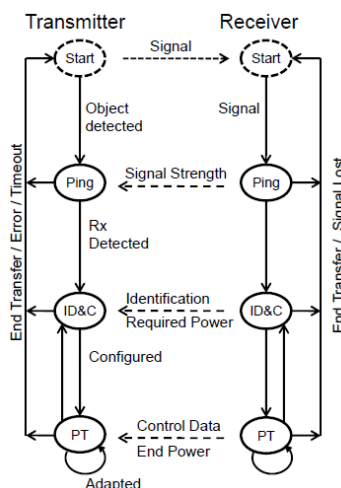 Transmitter Receiver
Start Signal Start
Object
detected
Signal
Ping Signal Strength Ping
Rx
Detected
ID&C Identification ID&C
Required Power
Configured
PT Control Data PT
End Power
Adapted
End Transfer / Error / Timeout
End Transfer / Signal Lost